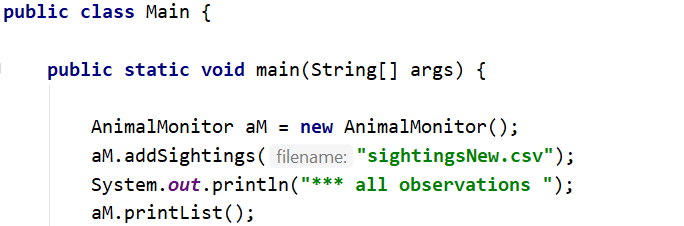 public class Main {
public static void main(String[] args) {
AnimalMonitor aM = new AnimalMonitor();
aM.addSightings( filename: "sightingsNew.csv");
System.out.println("*** all observations ");
aM.printList();